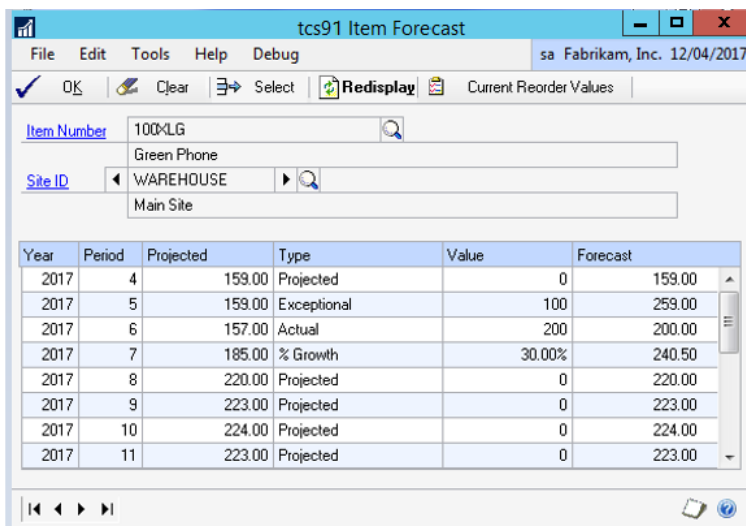 tcs91 Item Forecast
File Edit Tools Help Debug sa Fabrikam, Inc. 12/04/2017
OK Clear Select Redisplay Current Reorder Values
Item Number 100XLG
Green Phone
Site ID WAREHOUSE
Main Site
Year Period Projected Type Value Forecast
2017 4 159.00 Projected 0 159.00
2017 5 159.00 Exceptional 100 259.00
2017 6 157.00 Actual 200 200.00
2017 7 185.00 % Growth 30.00% 240.50
2017 8 220.00 Projected 0 220.00
2017 9 223.00 Projected 0 223.00
2017 10 224.00 Projected 0 224.00
2017 11 223.00 Projected 0 223.00